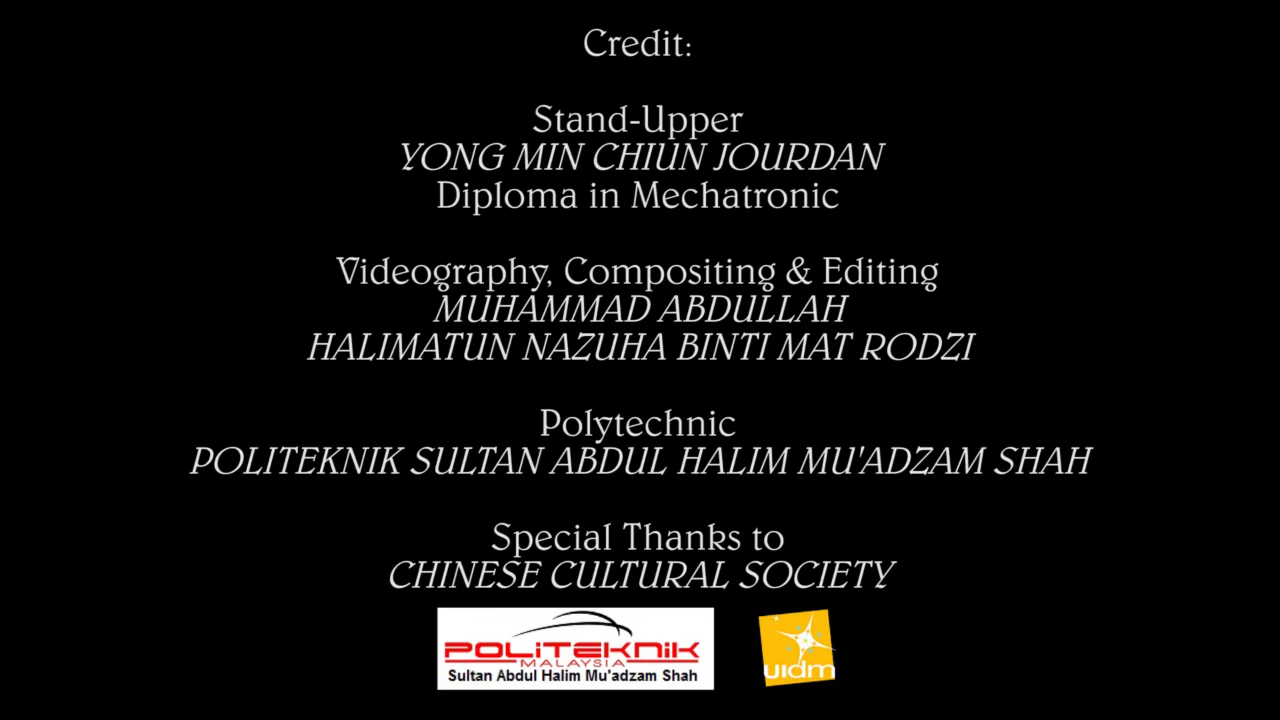 Credit:
Stand-Upper
YONG MIN CHIUN JOURDAN
Diploma in Mechatronic
Videography, Compositing & Editing
MUHAMMAD ABDULLAH
HALIMATUN NAZUHA BINTI MAT RODZI
Polytechnic
POLITEKNIK SULTAN ABDUL HALIM MU'ADZAM SHAH
Special Thanks to
CHINESE CULTURAL SOCIETY
POLITEKNIK
MALAYSIA
Sultan Abdul Halim Mu'adzam Shah
uidm